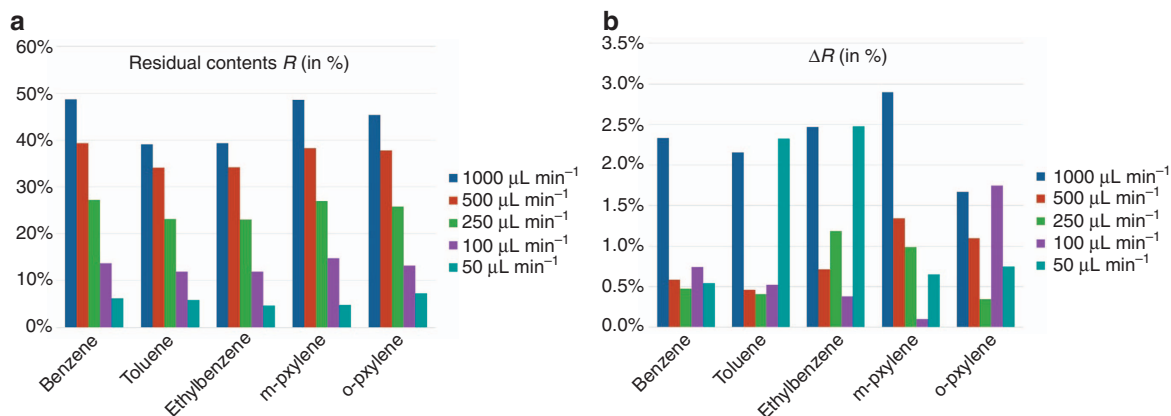 a
Residual contents R (in %)
60%
50%
40%
30%
20%
10%
0%
Benzene
Toluene
Ethylbenzene
m-pxylene
o-pxylene
1000 μL min⁻¹
500 μL min⁻¹
250 μL min⁻¹
100 μL min⁻¹
50 μL min⁻¹
b
ΔR (in %)
3.5%
3.0%
2.5%
2.0%
1.5%
1.0%
0.5%
0.0%
Benzene
Toluene
Ethylbenzene
m-pxylene
o-pxylene
1000 μL min⁻¹
500 μL min⁻¹
250 μL min⁻¹
100 μL min⁻¹
50 μL min⁻¹